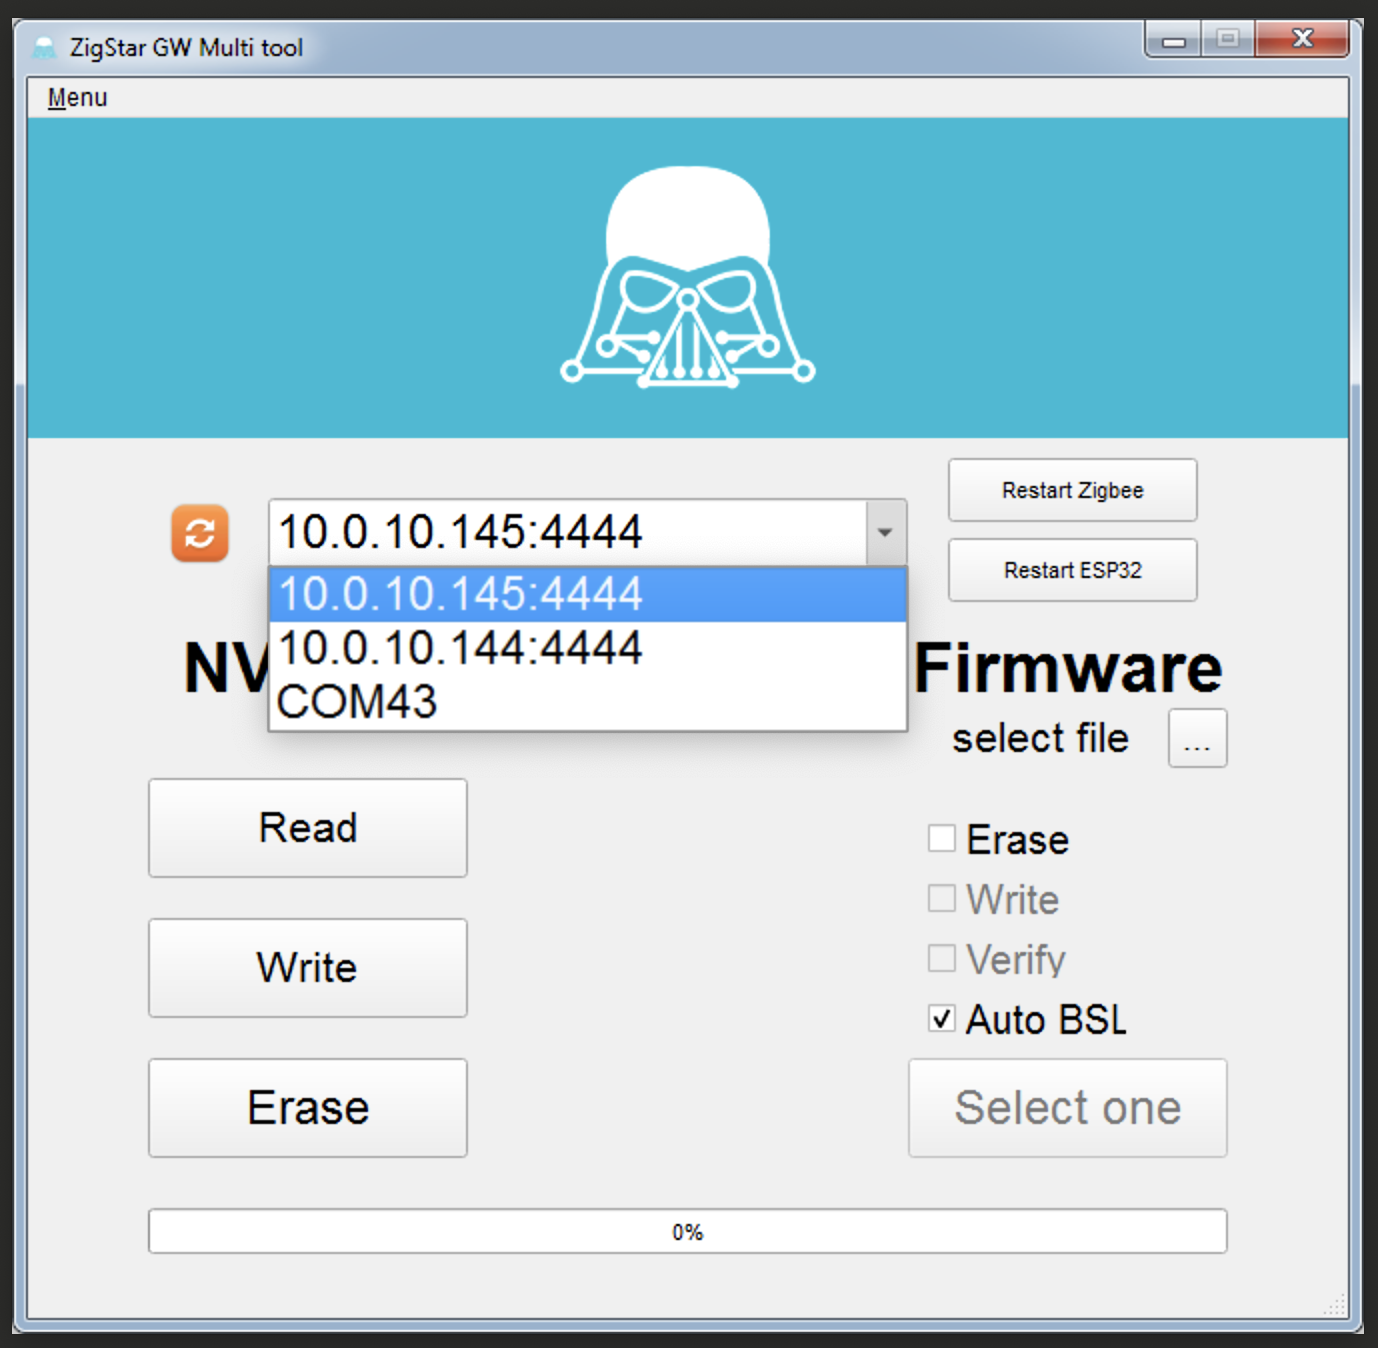 ZigStar GW Multi tool
Menu
Restart Zigbee
10.0.10.145:4444
Restart ESP32
10.0.10.145:4444
10.0.10.144:4444
COM43
NV
Firmware
select file ...
Read
Erase
Write
Write
Verify
Auto BSL
Erase
Select one
0%